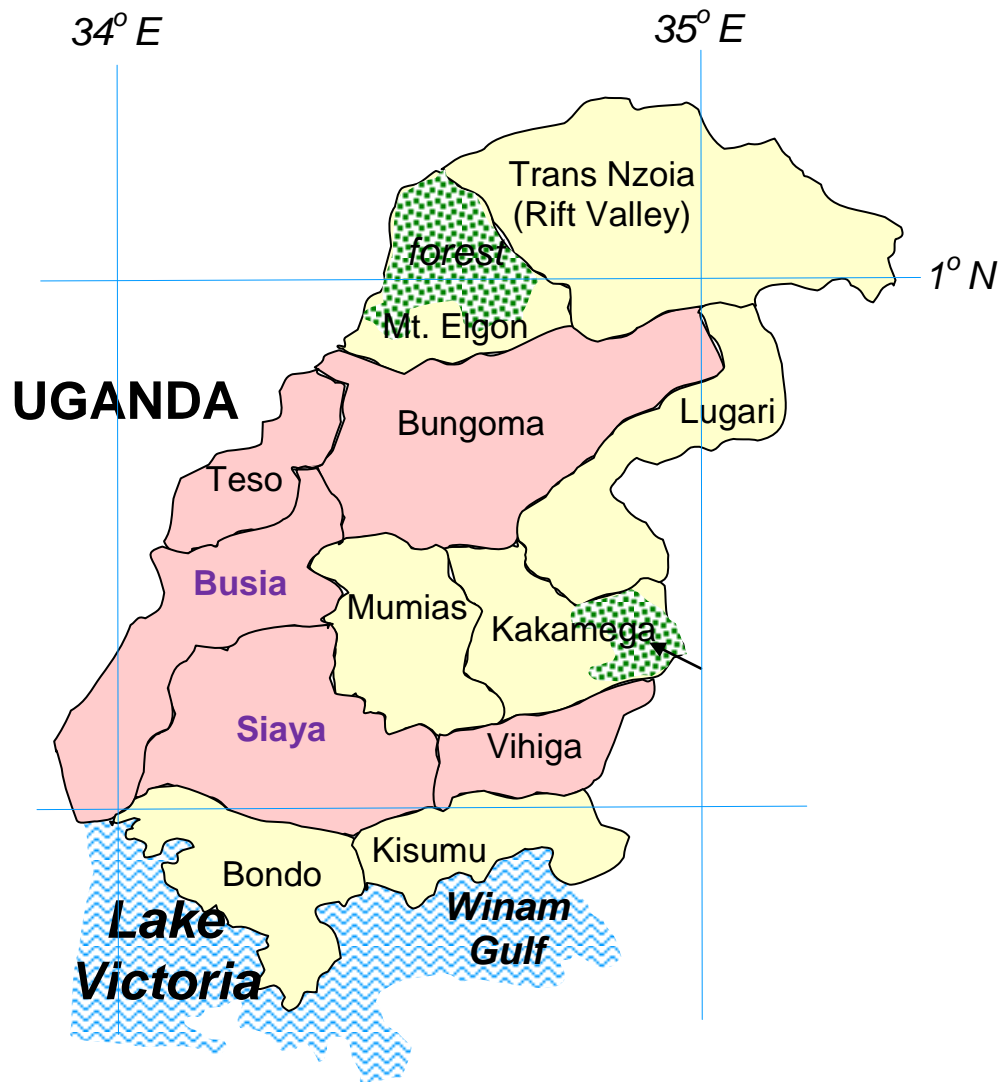 34° E
35° E
Trans Nzoia
(Rift Valley)
forest
1° N
Mt. Elgon
UGANDA
Bungoma
Lugari
Teso
Busia
Mumias
Kakamega
Siaya
Vihiga
Kisumu
Bondo
Winam
Gulf
Lake
Victoria